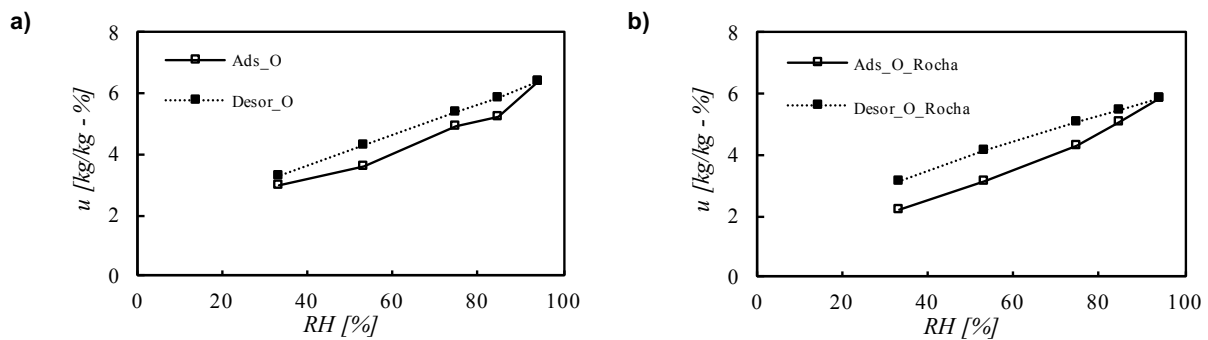 a)
8
6
4
2
0
u [kg/kg - %]
Ads_O
Desor_O
0 20 40 60 80 100
RH [%]
b)
8
6
4
2
0
u [kg/kg - %]
Ads_O_Rocha
Desor_O_Rocha
0 20 40 60 80 100
RH [%]